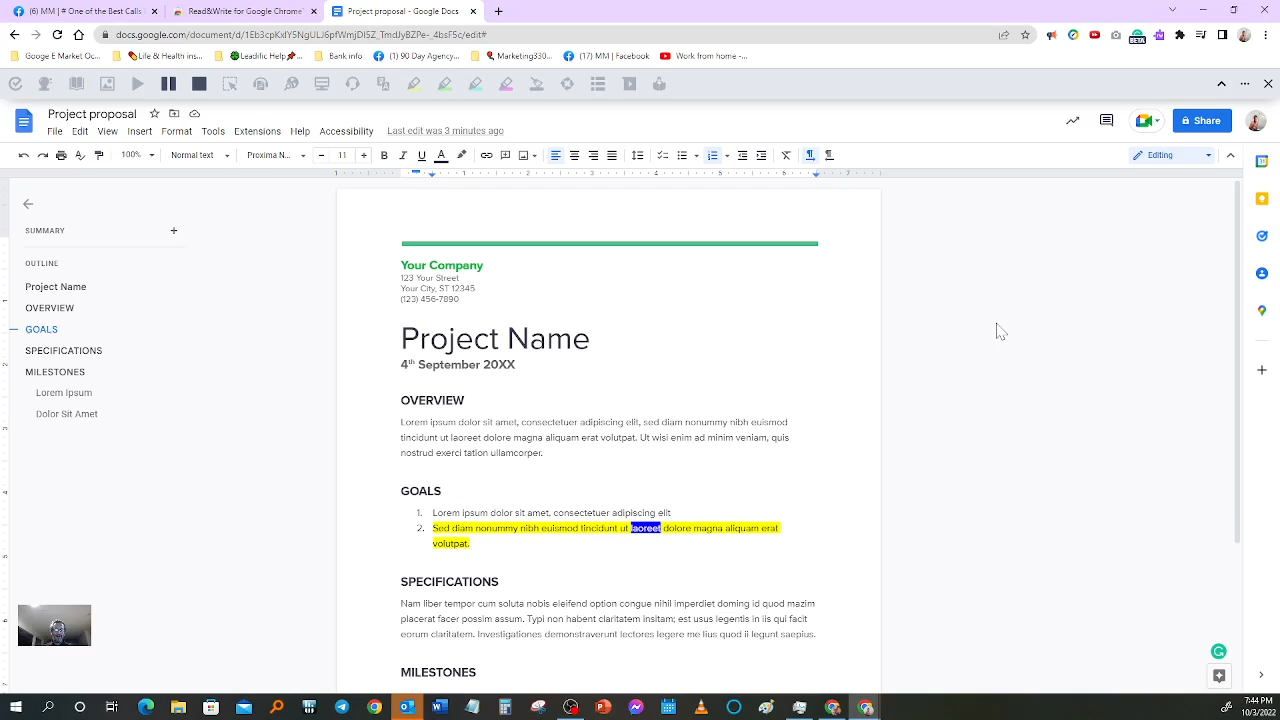 (6) MM | # One of the Best Calls
Read&Write for Google Chrome
Project proposal - Google Docs
docs.google.com/document/d/1Eb3cpKxIY5NgULJi6pfWmjDI5Z_TmdJyBZPe-_4bsF5c/edit#
Google E Market Oc...
Life & Health ins...
Leadific Help
Bank info
(1) 90 Day Agency...
Marketing330...
(17) MM | Facebook
Work from home -...
BETA
Project proposal
File Edit View Insert Format Tools Extensions Help Accessibility Last edit was 3 minutes ago
Share
100% Normal text Proxima N... 11 Editing
SUMMARY
OUTLINE
Project Name
OVERVIEW
GOALS
SPECIFICATIONS
MILESTONES
Lorem Ipsum
Dolor Sit Amet
Your Company
123 Your Street
Your City, ST 12345
(123) 456-7890
Project Name
4th September 20XX
OVERVIEW
Lorem ipsum dolor sit amet, consectetuer adipiscing elit, sed diam nonummy nibh euismod
tincidunt ut laoreet dolore magna aliquam erat volutpat. Ut wisi enim ad minim veniam, quis
nostrud exerci tation ullamcorper.
GOALS
1. Lorem ipsum dolor sit amet, consectetuer adipiscing elit
2. Sed diam nonummy nibh euismod tincidunt ut laoreet dolore magna aliquam erat
volutpat.
SPECIFICATIONS
Nam liber tempor cum soluta nobis eleifend option congue nihil imperdiet doming id quod mazim
placerat facer possim assum. Typi non habent claritatem insitam; est usus legentis in iis qui facit
eorum claritatem. Investigationes demonstraverunt lectores legere me lius quod ii legunt saepius.
MILESTONES
7:44 PM
10/3/2022